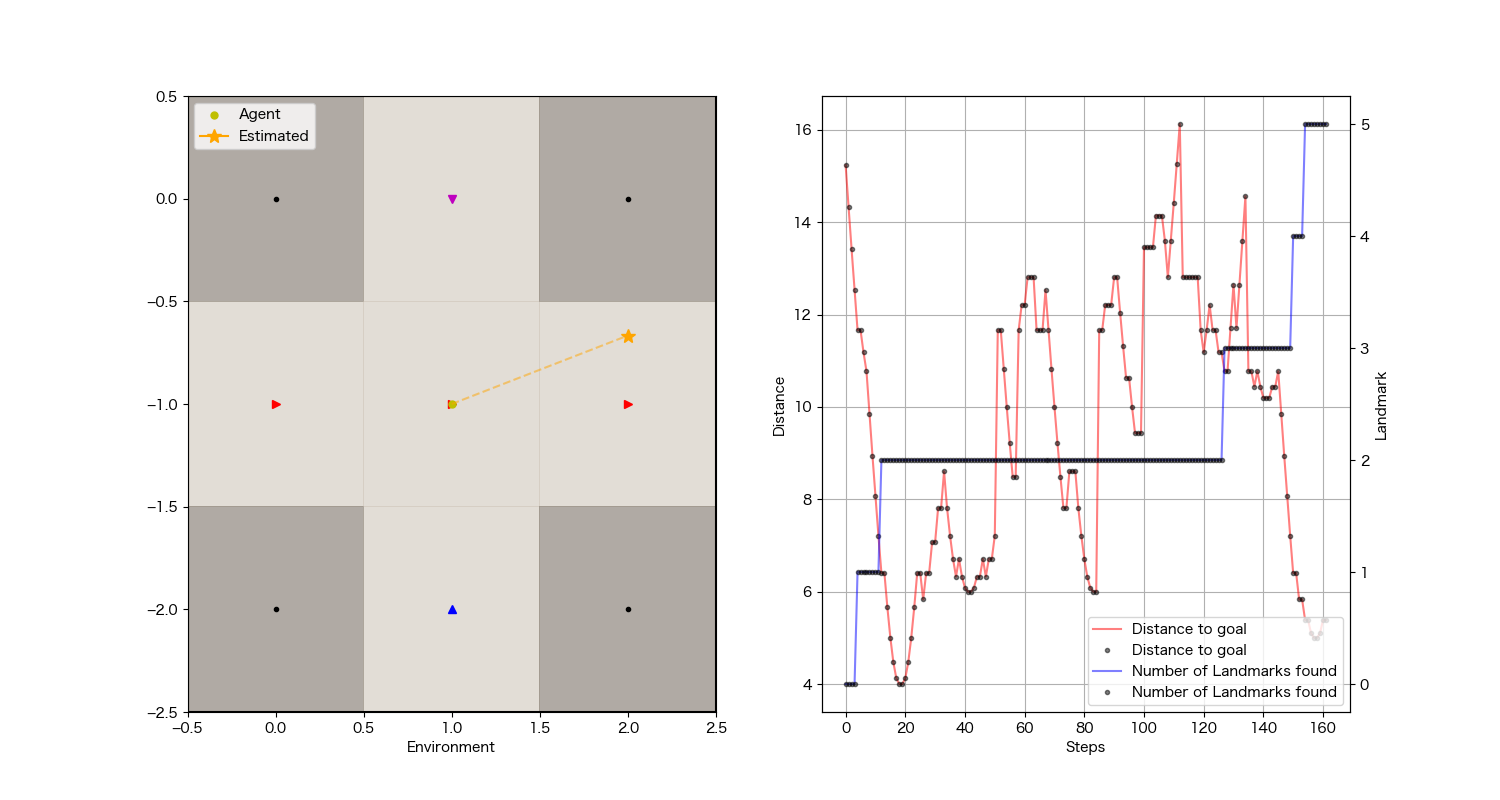 0.5
0.0
−0.5
−1.0
−1.5
−2.0
−2.5
Agent
Estimated
−0.5 0.0 0.5 1.0 1.5 2.0 2.5
Environment
16
14
12
10
8
6
4
Distance
5
4
3
2
1
0
Landmark
Distance to goal
Distance to goal
Number of Landmarks found
Number of Landmarks found
0 20 40 60 80 100 120 140 160
Steps